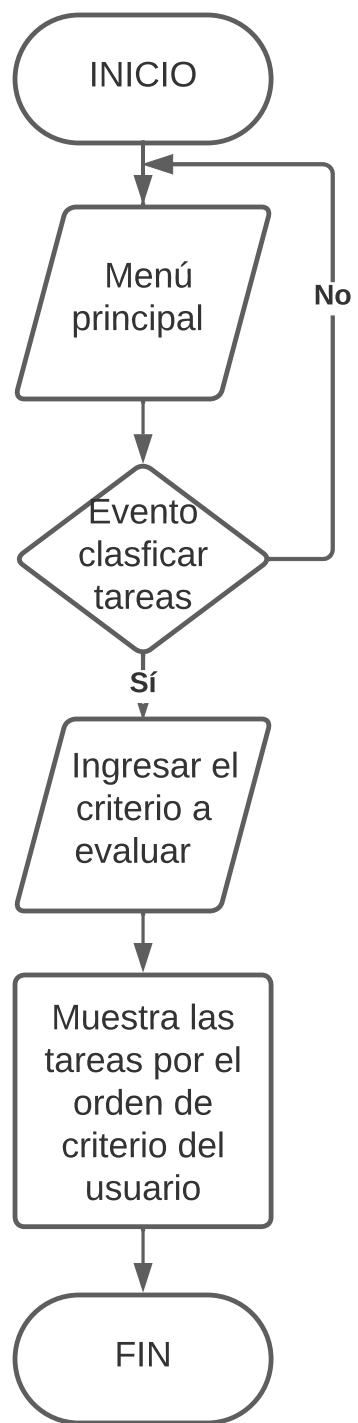 INICIO
Menú
principal
No
Evento
clasficar
tareas
Sí
Ingresar el
criterio a
evaluar
Muestra las
tareas por el
orden de
criterio del
usuario
FIN